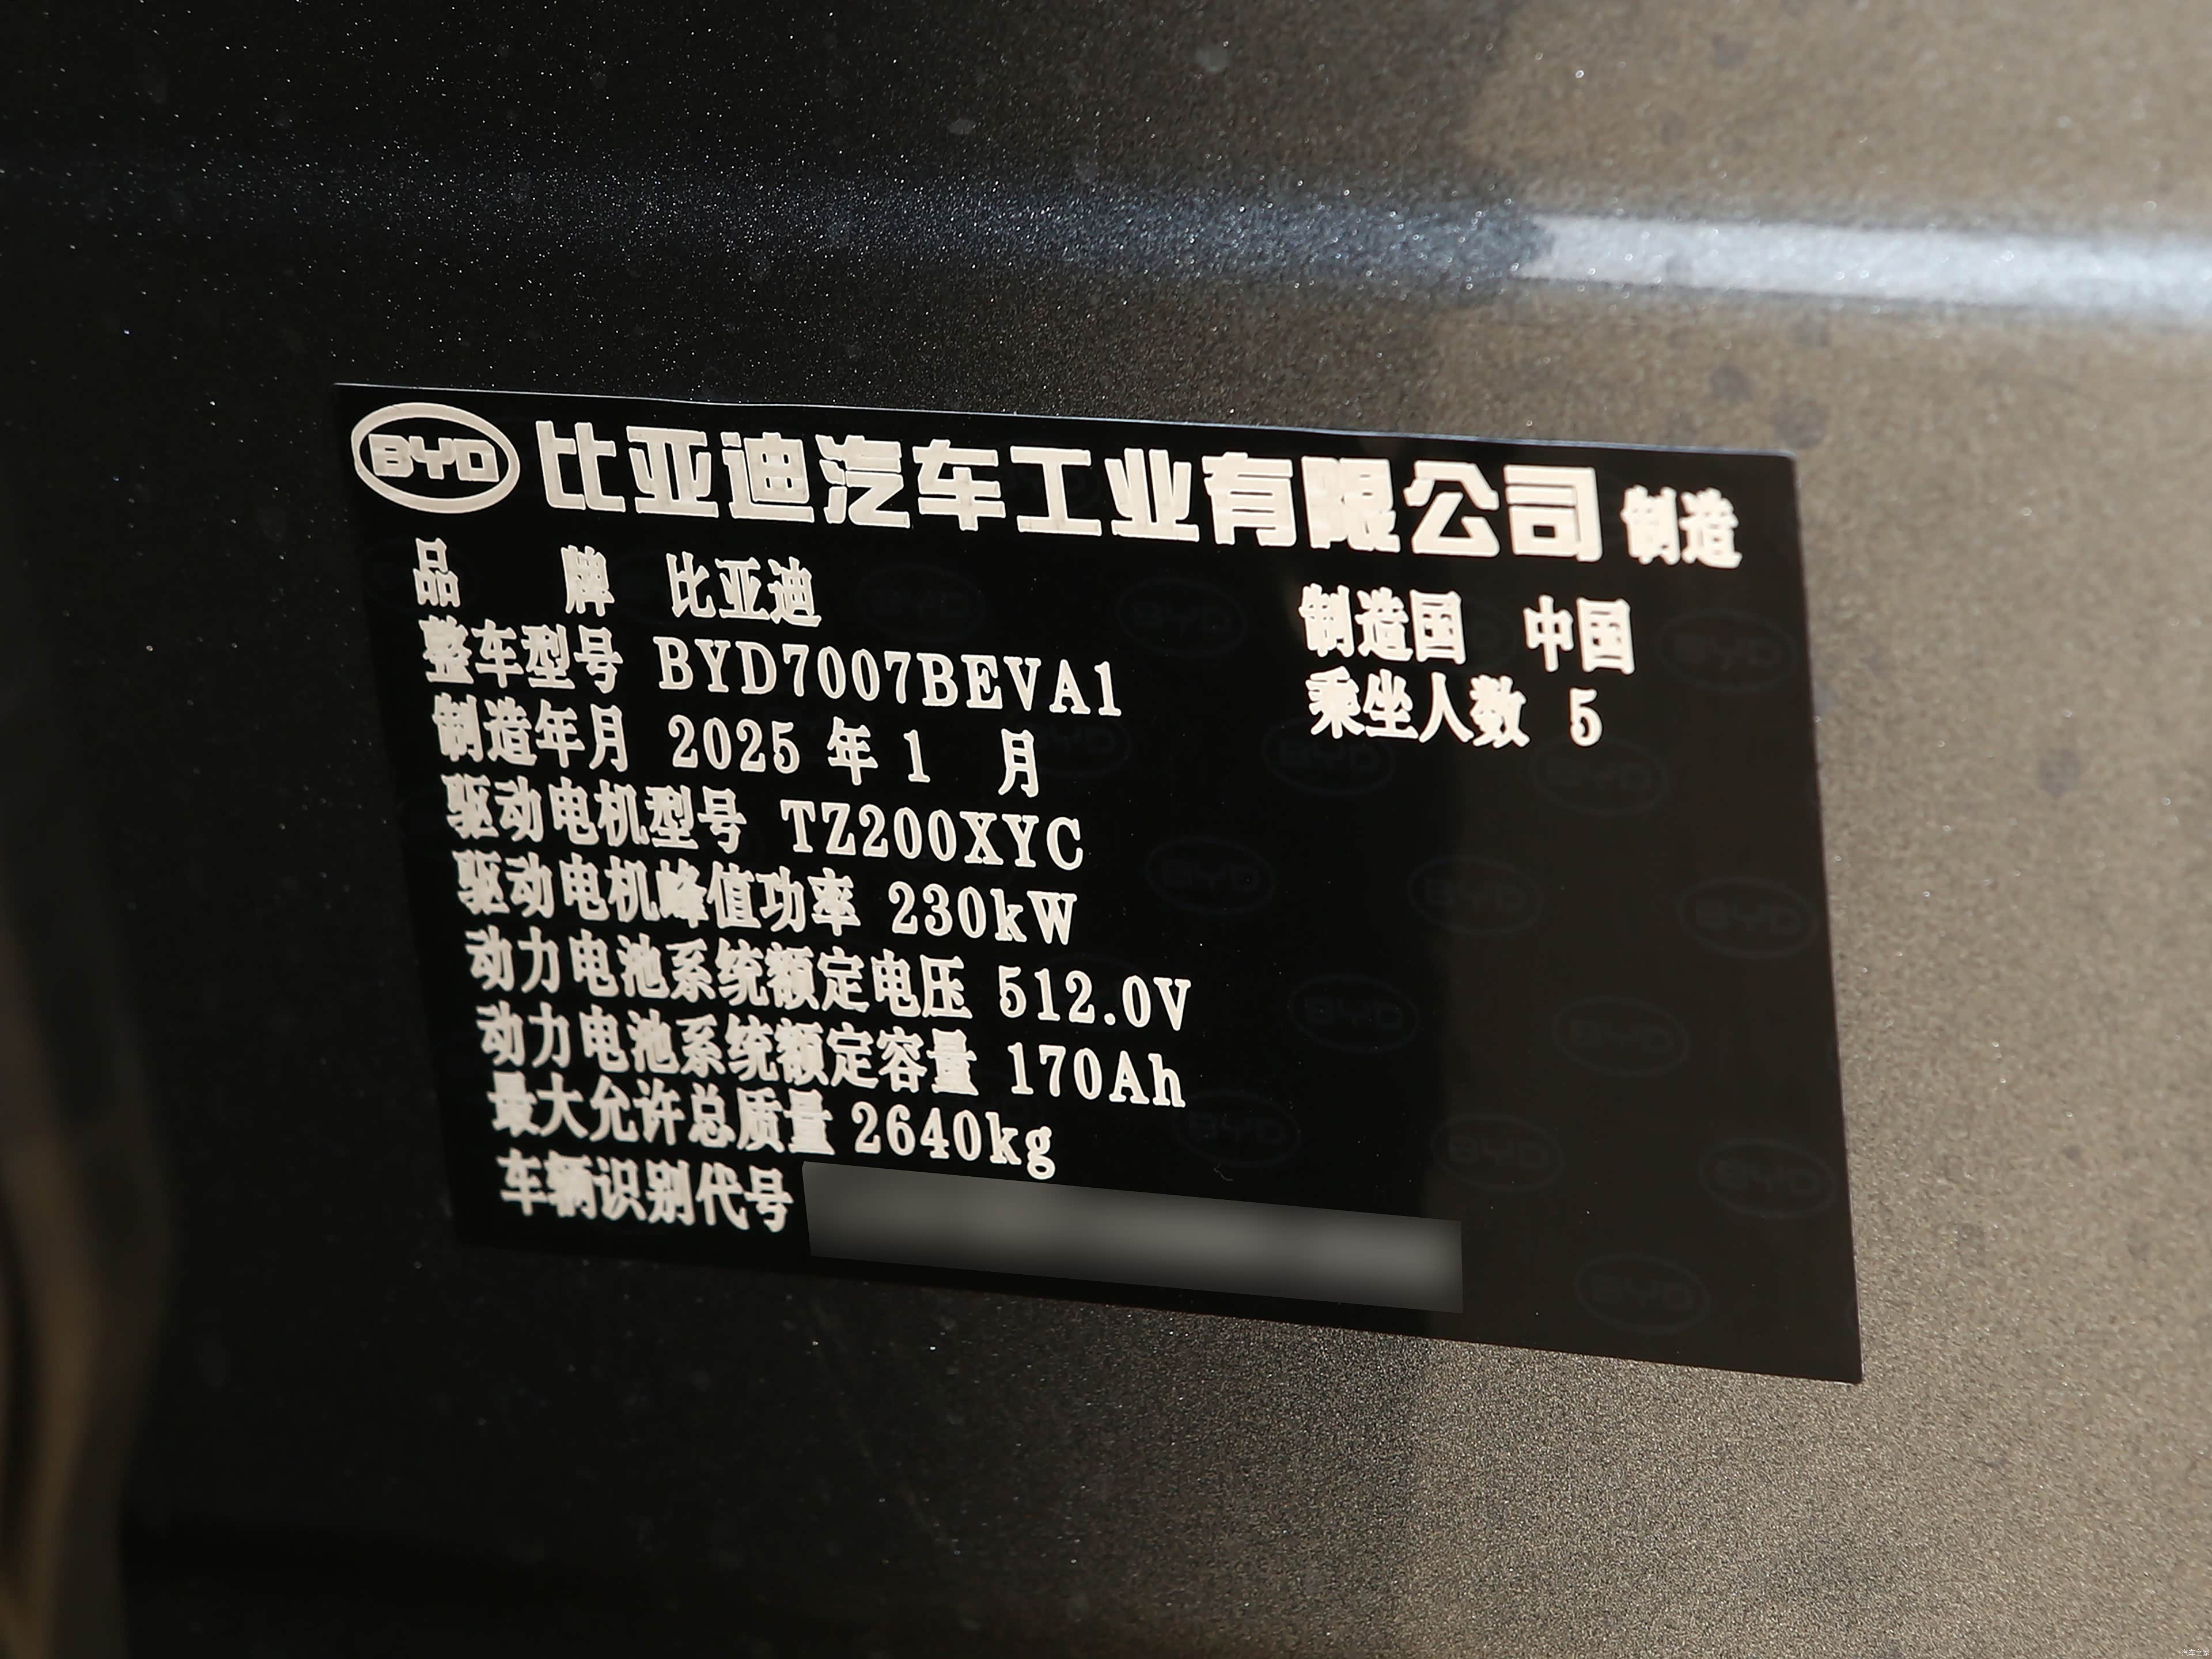 BYD 比亚迪汽车工业有限公司 制造
品 牌 比亚迪 制造国 中国
整车型号 BYD7007BEVA1 乘坐人数 5
制造年月 2025 年 1 月
驱动电机型号 TZ200XYC
驱动电机峰值功率 230kW
动力电池系统额定电压 512.0V
动力电池系统额定容量 170Ah
最大允许总质量 2640kg
车辆识别代号